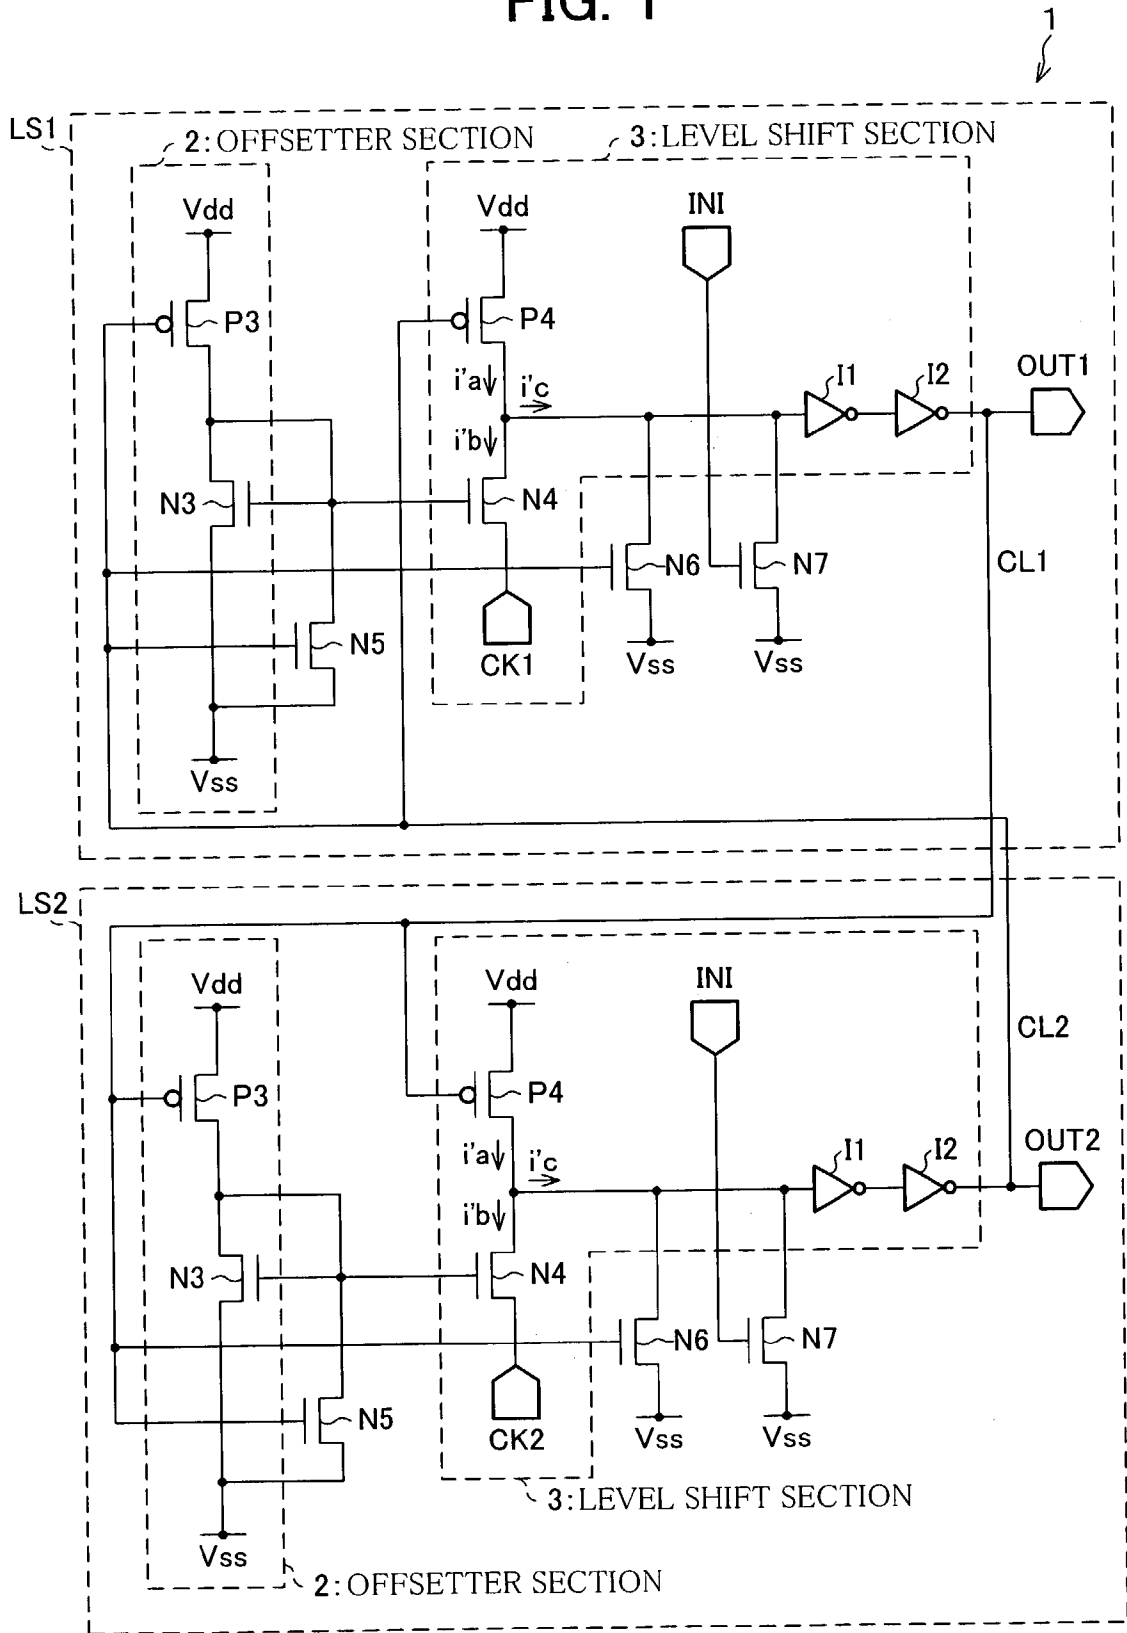 FIG. 1
1
LS1
2:OFFSETTER SECTION
3:LEVEL SHIFT SECTION
Vdd
Vdd
INI
P3
P4
i'a
i'c
I1
I2
OUT1
i'b
N3
N4
N6
N7
CL1
N5
CK1
Vss
Vss
Vss
LS2
Vdd
Vdd
INI
CL2
P3
P4
i'a
i'c
I1
I2
OUT2
i'b
N3
N4
N6
N7
N5
CK2
Vss
Vss
3:LEVEL SHIFT SECTION
Vss
2:OFFSETTER SECTION